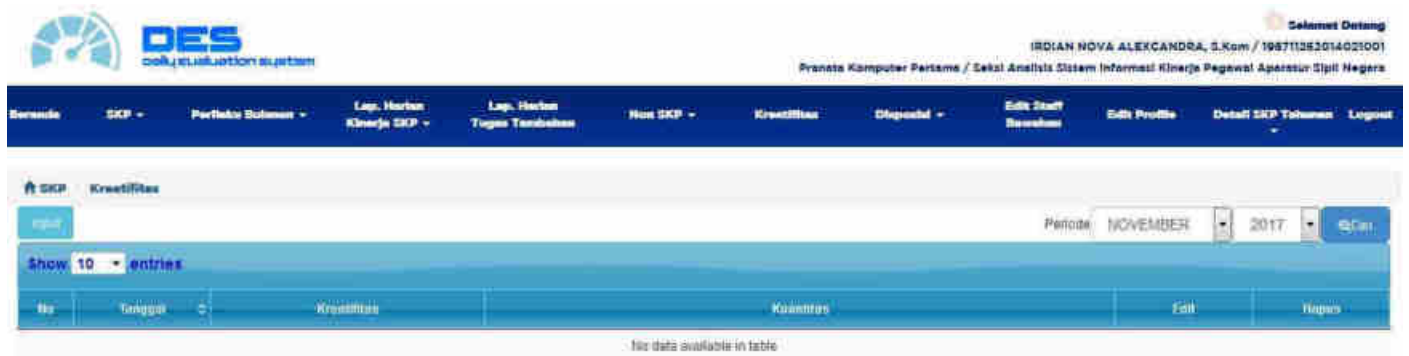 DES
daily evaluation system
Selamat Datang
IRDIAN NOVA ALEXCANDRA, S.Kom / 198711262014021001
Pranata Komputer Pertama / Seksi Analisis Sistem Informasi Kinerja Pegawai Aparatur Sipil Negara
Beranda
SKP
Perilaku Bulanan
Lap. Harian
Kinerja SKP
Lap. Harian
Tugas Tambahan
Non SKP
Kreatifitas
Disposisi
Edit Staff
Bawahan
Edit Profile
Detail SKP Tahunan
Logout
SKP Kreatifitas
Input
Periode NOVEMBER 2017 Cari
Show 10 entries
No Tanggal Kreatifitas Kuantitas Edit Hapus
No data available in table